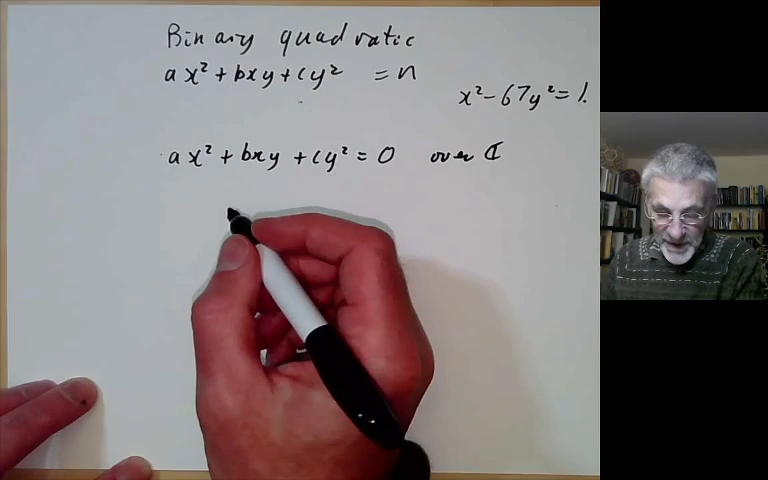 Binary quadratic
ax² + bxy + cy² = n
x² - 67y² = 1.
ax² + bxy + cy² = 0 over ℂ